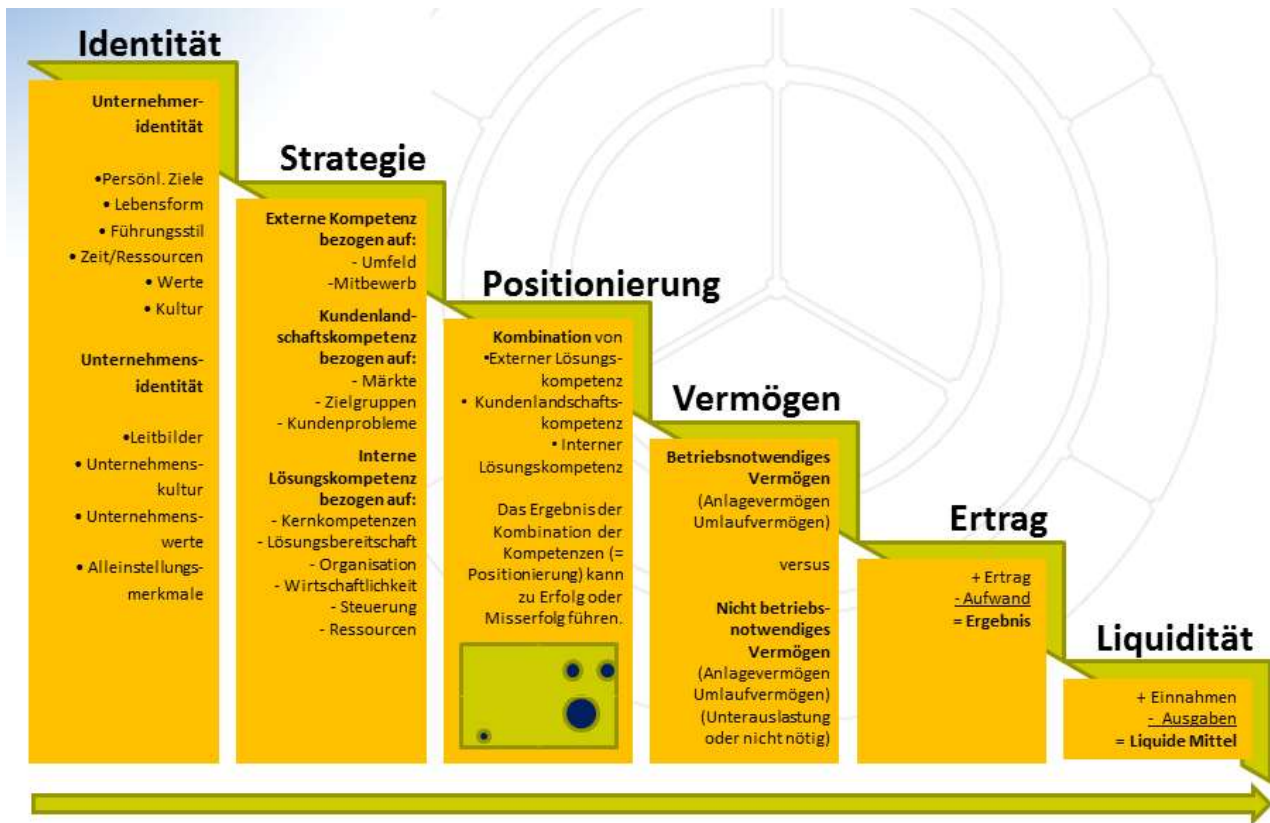 Identität
Unternehmer-
identität
•Persönl. Ziele
• Lebensform
• Führungsstil
• Zeit/Ressourcen
• Werte
• Kultur
Unternehmens-
identität
•Leitbilder
• Unternehmens-
kultur
• Unternehmens-
werte
• Alleinstellungs-
merkmale
Strategie
Externe Kompetenz
bezogen auf:
- Umfeld
-Mitbewerb
Kundenland-
schaftskompetenz
bezogen auf:
- Märkte
- Zielgruppen
- Kundenprobleme
Interne
Lösungskompetenz
bezogen auf:
- Kernkompetenzen
- Lösungsbereitschaft
- Organisation
- Wirtschaftlichkeit
- Steuerung
- Ressourcen
Positionierung
Kombination von
•Externer Lösungs-
kompetenz
• Kundenlandschafts-
kompetenz
• Interner
Lösungskompetenz
Das Ergebnis der
Kombination der
Kompetenzen (=
Positionierung) kann
zu Erfolg oder
Misserfolg führen.
Vermögen
Betriebsnotwendiges
Vermögen
(Anlagevermögen
Umlaufvermögen)
versus
Nicht betriebs-
notwendiges
Vermögen
(Anlagevermögen
Umlaufvermögen)
(Unterauslastung
oder nicht nötig)
Ertrag
+ Ertrag
- Aufwand
= Ergebnis
Liquidität
+ Einnahmen
- Ausgaben
= Liquide Mittel